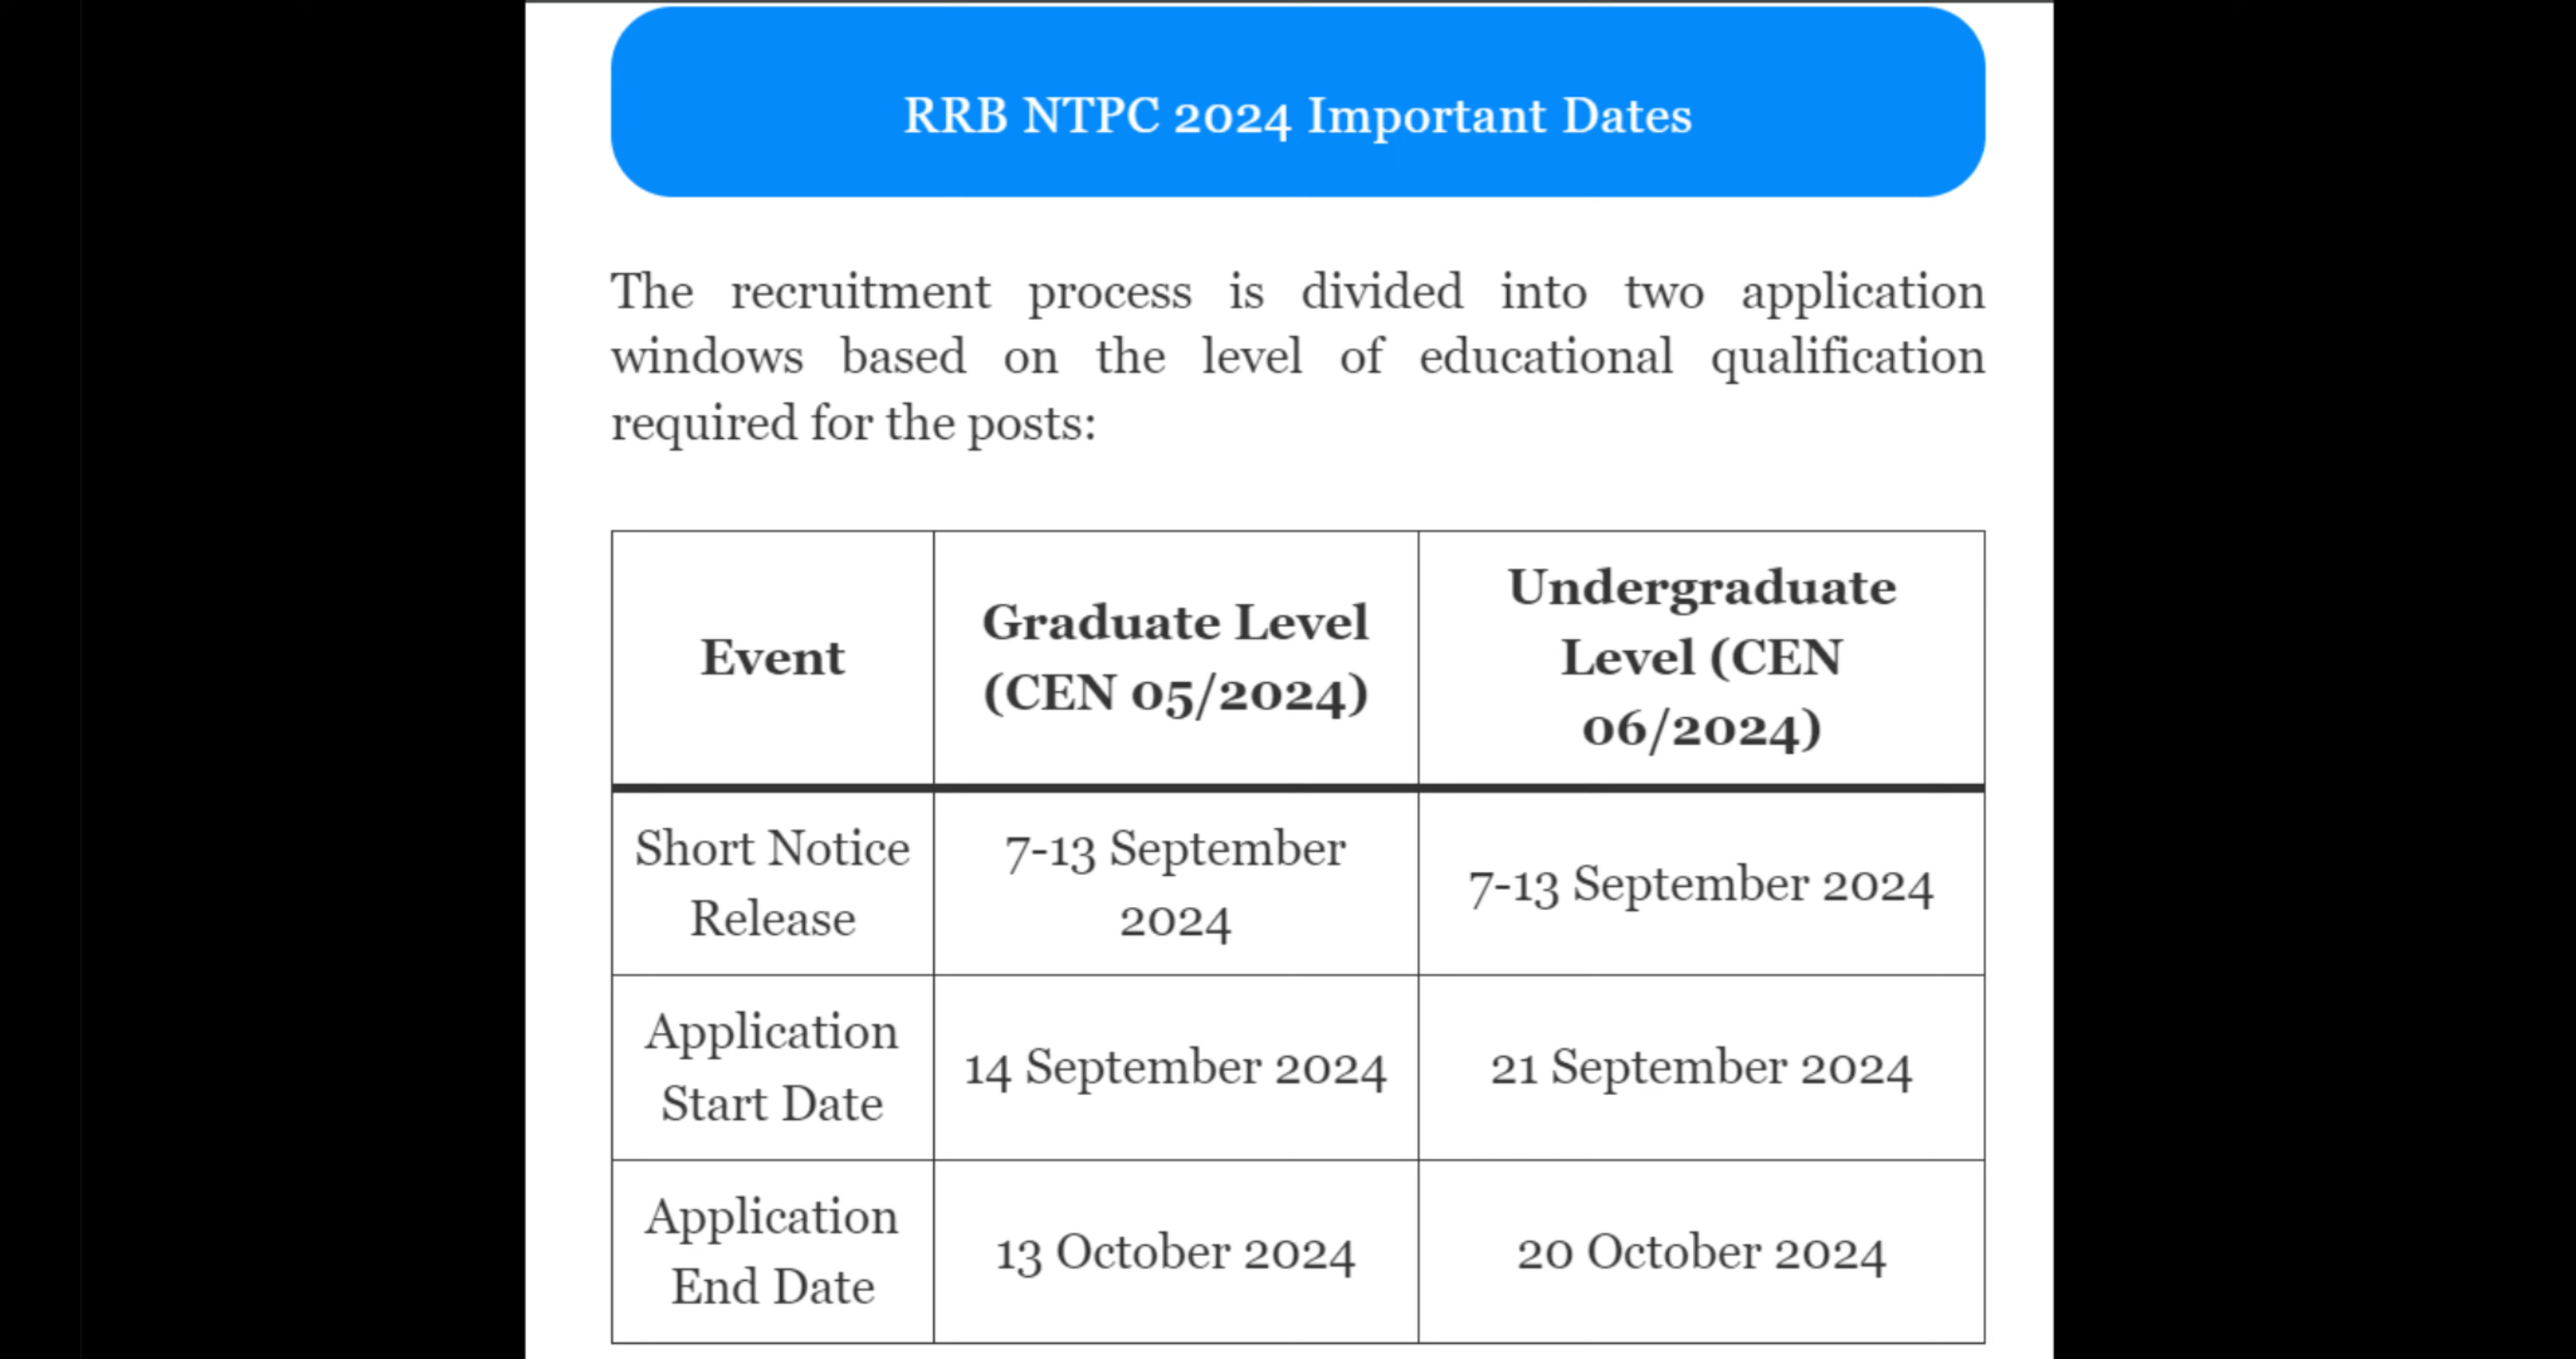 RRB NTPC 2024 Important Dates
The recruitment process is divided into two application
windows based on the level of educational qualification
required for the posts:
Event
Graduate Level
(CEN 05/2024)
Undergraduate
Level (CEN
06/2024)
Short Notice
Release
7-13 September
2024
7-13 September 2024
Application
Start Date
14 September 2024
21 September 2024
Application
End Date
13 October 2024
20 October 2024